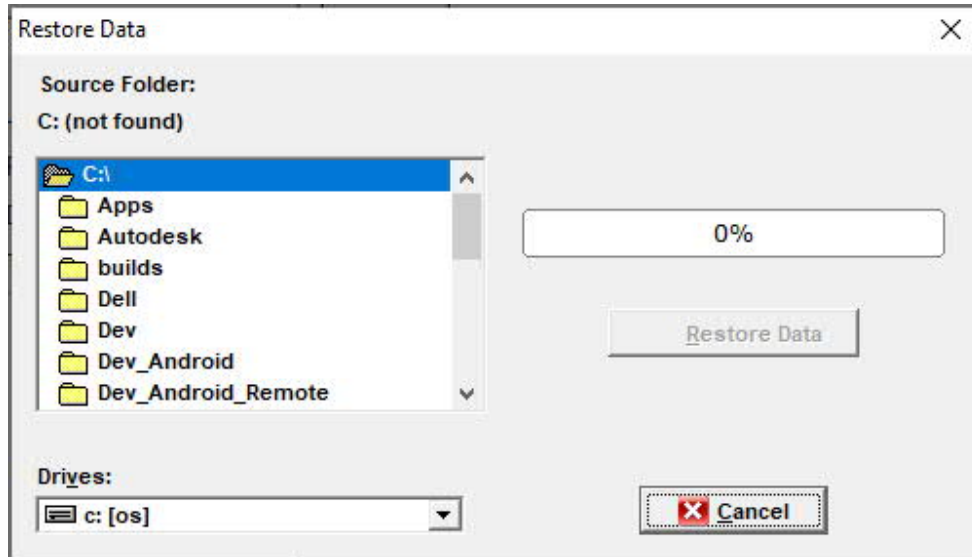 Restore Data
Source Folder:
C: (not found)
C:\
Apps
Autodesk
builds
Dell
Dev
Dev_Android
Dev_Android_Remote
0%
Restore Data
Drives:
c: [os]
Cancel